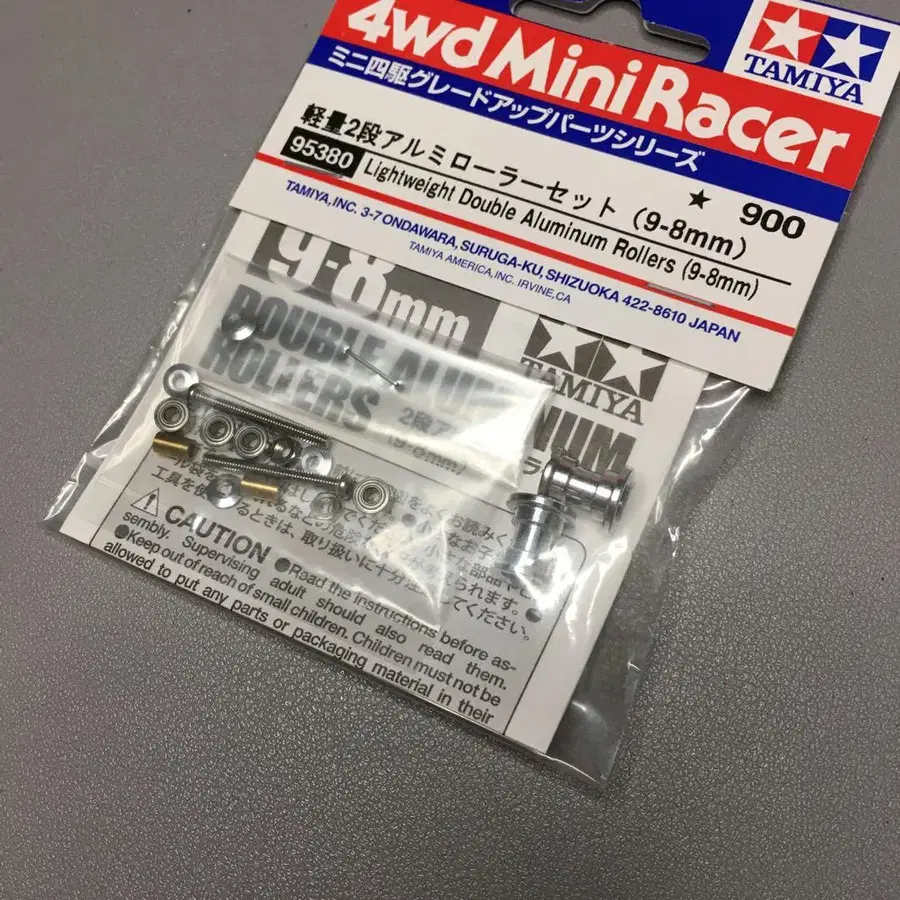 4wd Mini Racer
TAMIYA
ミニ四駆グレードアップパーツシリーズ
軽量2段アルミローラーセット (9-8mm)
★ 900
95380 Lightweight Double Aluminum Rollers (9-8mm)
TAMIYA, INC. 3-7 ONDAWARA, SURUGA-KU, SHIZUOKA 422-8610 JAPAN
TAMIYA AMERICA, INC. IRVINE, CA
9-8mm
TAMIYA
DOUBLE ALUMINUM
ROLLERS
2段ア
(9-8mm)
CAUTION
●Read the instructions before as-
sembly. Supervising adult should also read them.
●Keep out of reach of small children. Children must not be
allowed to put any parts or packaging material in their